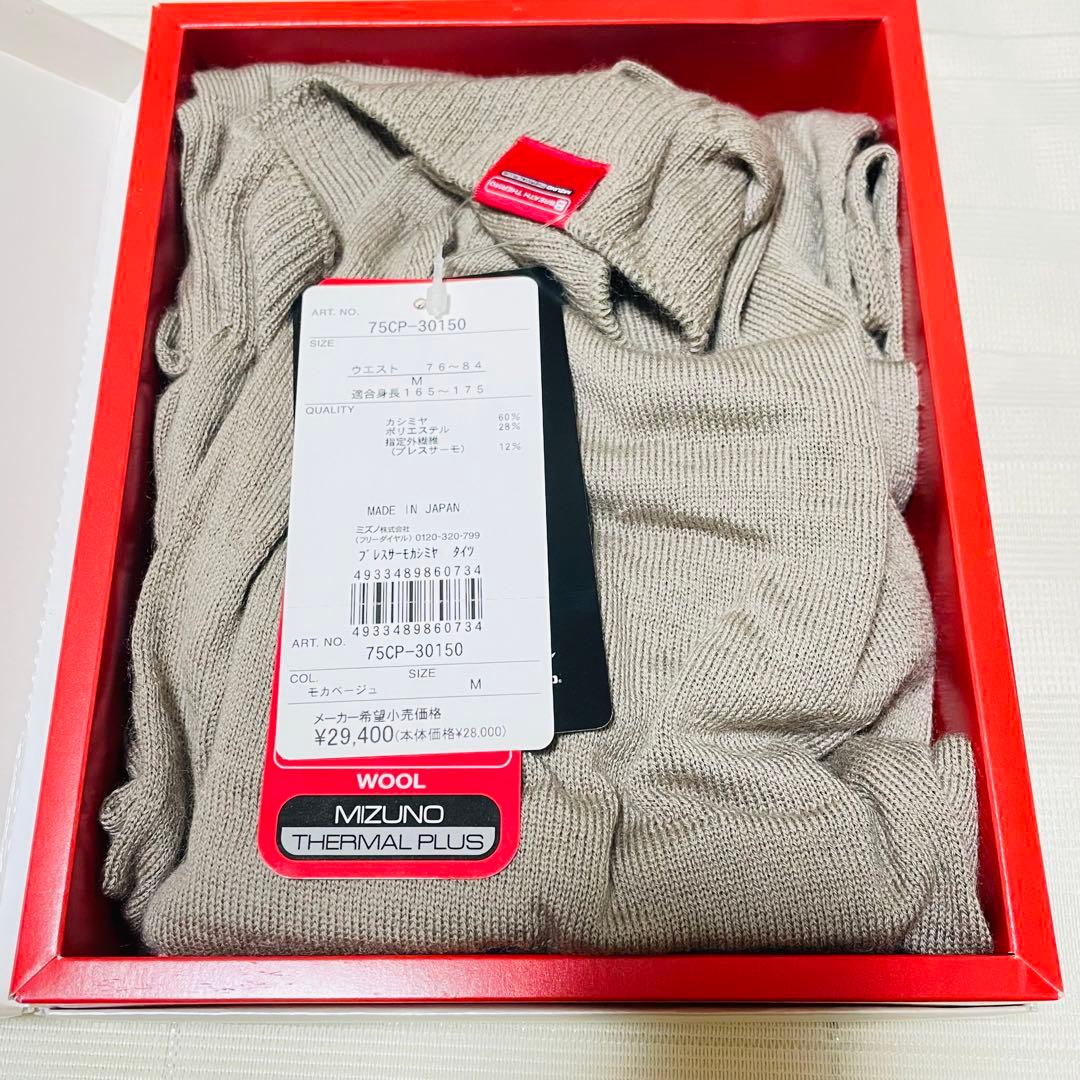 BREATH THERMO
MIZUNO
ART. NO.
75CP-30150
SIZE
ウエスト 76～84
M
適合身長165～175
QUALITY
カシミヤ 60%
ポリエステル 28%
指定外繊維
(ブレスサーモ) 12%
MADE IN JAPAN
ミズノ株式会社
(フリーダイヤル) 0120-320-799
ﾌﾞﾚｽｻｰﾓｶｼﾐﾔ ﾀｲﾂ
4933489860734
4933489860734
ART. NO.
75CP-30150
COL. SIZE
モカベージュ M
メーカー希望小売価格
¥29,400(本体価格¥28,000)
WOOL
MIZUNO
THERMAL PLUS